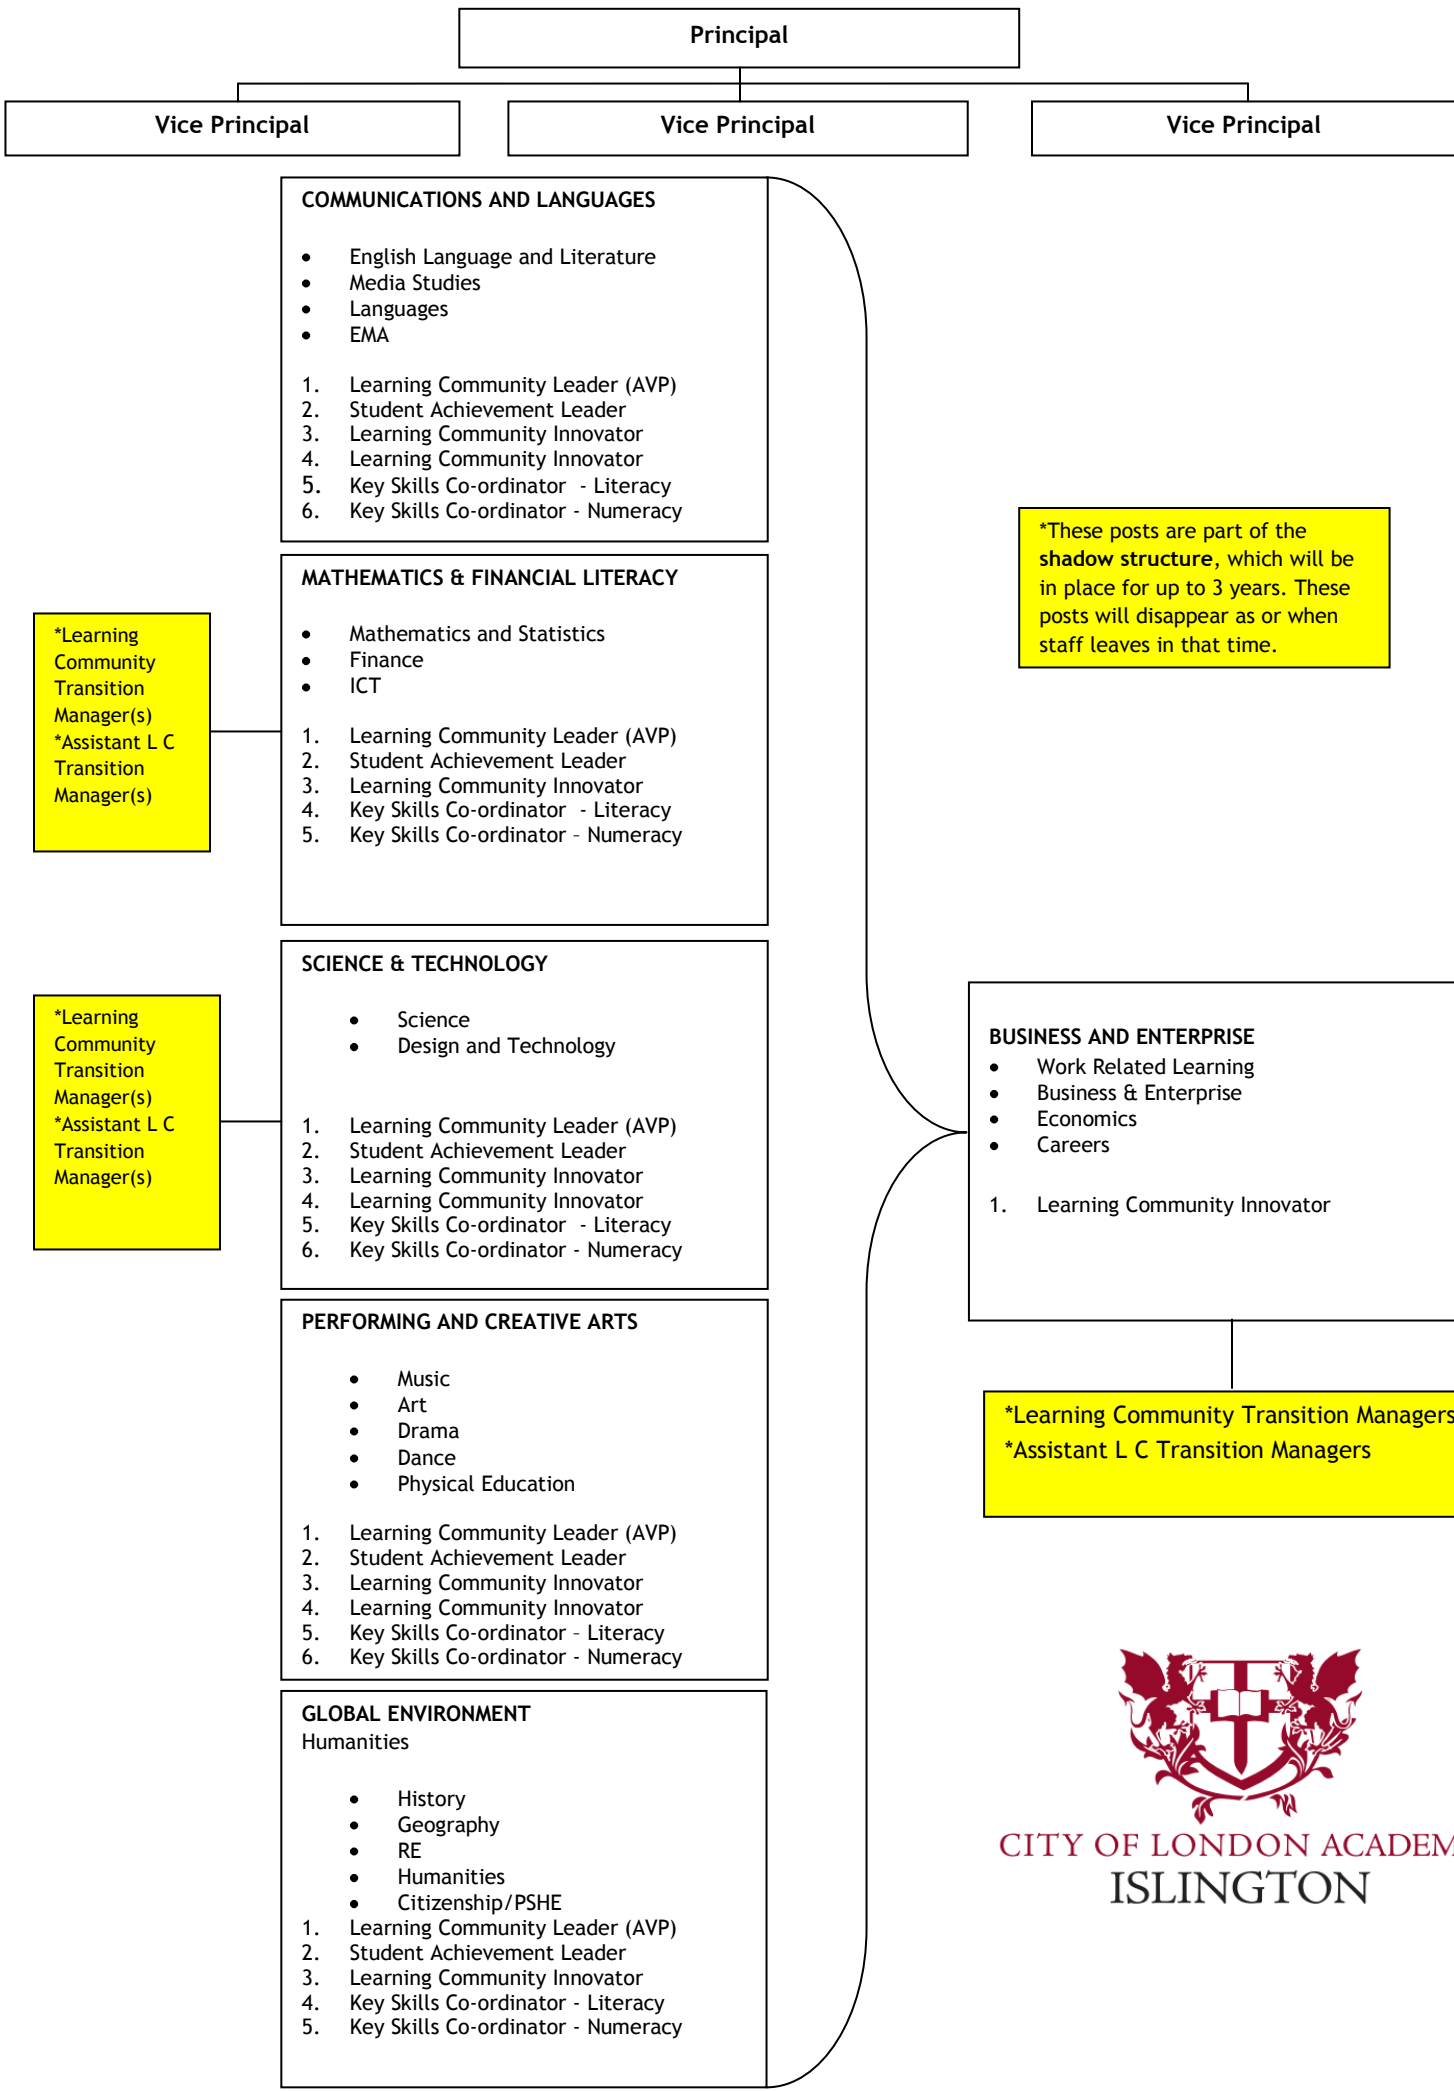 Principal
Vice Principal
Vice Principal
Vice Principal
COMMUNICATIONS AND LANGUAGES
• English Language and Literature
• Media Studies
• Languages
• EMA
1. Learning Community Leader (AVP)
2. Student Achievement Leader
3. Learning Community Innovator
4. Learning Community Innovator
5. Key Skills Co-ordinator - Literacy
6. Key Skills Co-ordinator - Numeracy
*These posts are part of the
shadow structure, which will be
in place for up to 3 years. These
posts will disappear as or when
staff leaves in that time.
MATHEMATICS & FINANCIAL LITERACY
• Mathematics and Statistics
• Finance
• ICT
1. Learning Community Leader (AVP)
2. Student Achievement Leader
3. Learning Community Innovator
4. Key Skills Co-ordinator - Literacy
5. Key Skills Co-ordinator – Numeracy
*Learning
Community
Transition
Manager(s)
*Assistant L C
Transition
Manager(s)
SCIENCE & TECHNOLOGY
• Science
• Design and Technology
1. Learning Community Leader (AVP)
2. Student Achievement Leader
3. Learning Community Innovator
4. Learning Community Innovator
5. Key Skills Co-ordinator - Literacy
6. Key Skills Co-ordinator - Numeracy
*Learning
Community
Transition
Manager(s)
*Assistant L C
Transition
Manager(s)
BUSINESS AND ENTERPRISE
• Work Related Learning
• Business & Enterprise
• Economics
• Careers
1. Learning Community Innovator
*Learning Community Transition Managers
*Assistant L C Transition Managers
PERFORMING AND CREATIVE ARTS
• Music
• Art
• Drama
• Dance
• Physical Education
1. Learning Community Leader (AVP)
2. Student Achievement Leader
3. Learning Community Innovator
4. Learning Community Innovator
5. Key Skills Co-ordinator – Literacy
6. Key Skills Co-ordinator - Numeracy
GLOBAL ENVIRONMENT
Humanities
• History
• Geography
• RE
• Humanities
• Citizenship/PSHE
1. Learning Community Leader (AVP)
2. Student Achievement Leader
3. Learning Community Innovator
4. Key Skills Co-ordinator - Literacy
5. Key Skills Co-ordinator - Numeracy
CITY OF LONDON ACADEM
ISLINGTON